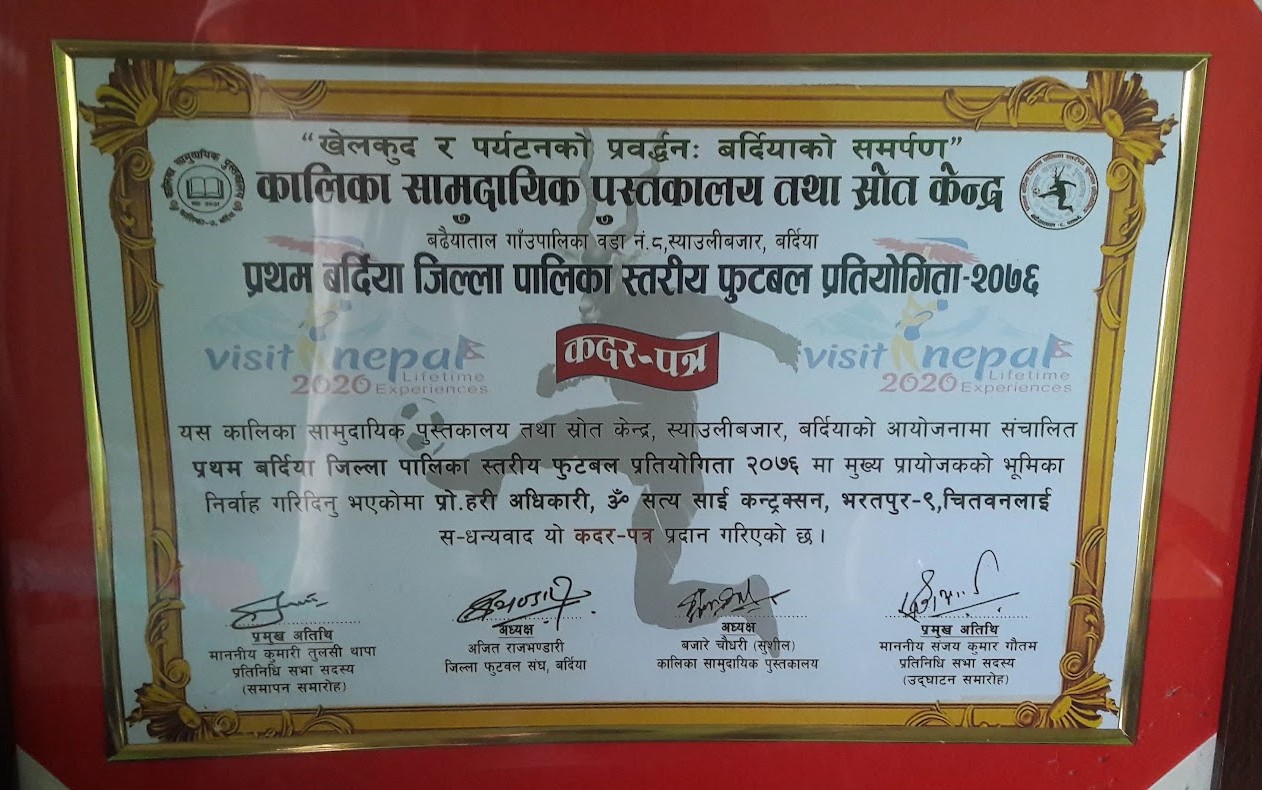 “खेलकुद र पर्यटनको प्रवर्द्धनः बर्दियाको समर्पण”
कालिका सामुदायिक पुस्तकालय तथा स्रोत केन्द्र
बढैयाताल गाँउपालिका वडा नं.८,स्याउलीबजार, बर्दिया
प्रथम बर्दिया जिल्ला पालिका स्तरीय फुटबल प्रतियोगिता-२०७६
कदर-पत्र
visit nepal
2020 Lifetime Experiences
visit nepal
2020 Lifetime Experiences
यस कालिका सामुदायिक पुस्तकालय तथा स्रोत केन्द्र, स्याउलीबजार, बर्दियाको आयोजनामा संचालित
प्रथम बर्दिया जिल्ला पालिका स्तरीय फुटबल प्रतियोगिता २०७६ मा मुख्य प्रायोजकको भूमिका
निर्वाह गरिदिनु भएकोमा प्रो.हरी अधिकारी, ॐ सत्य साई कन्ट्रक्सन, भरतपुर-९,चितवनलाई
स-धन्यवाद यो कदर-पत्र प्रदान गरिएको छ ।
प्रमुख अतिथि
माननीय कुमारी तुलसी थापा
प्रतिनिधि सभा सदस्य
(समापन समारोह)
अध्यक्ष
अजित राजभण्डारी
जिल्ला फुटबल संघ, बर्दिया
अध्यक्ष
बजारे चौधरी (सुशील)
कालिका सामुदायिक पुस्तकालय
प्रमुख अतिथि
माननीय संजय कुमार गौतम
प्रतिनिधि सभा सदस्य
(उद्घाटन समारोह)